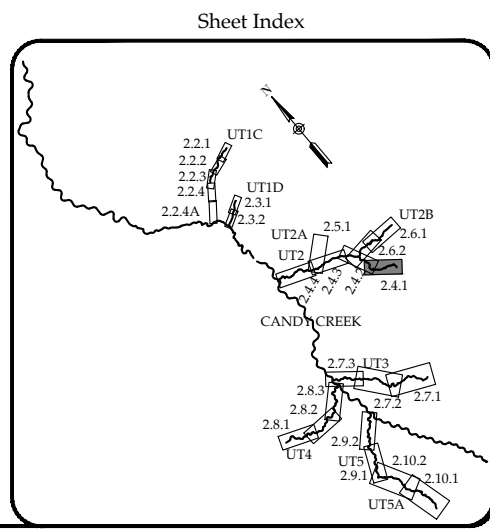 Sheet Index
N
2.2.1
UT1C
2.2.2
2.2.3
2.2.4
UT1D
2.3.1
2.2.4A
2.3.2
UT2B
2.5.1
UT2A
2.6.1
UT2
2.6.2
2.4.4
2.4.3
2.4.2
2.4.1
CANDY CREEK
2.7.3
UT3
2.8.3
2.7.2
2.7.1
2.8.2
2.8.1
2.9.2
UT4
UT5
2.10.2
2.9.1
2.10.1
UT5A